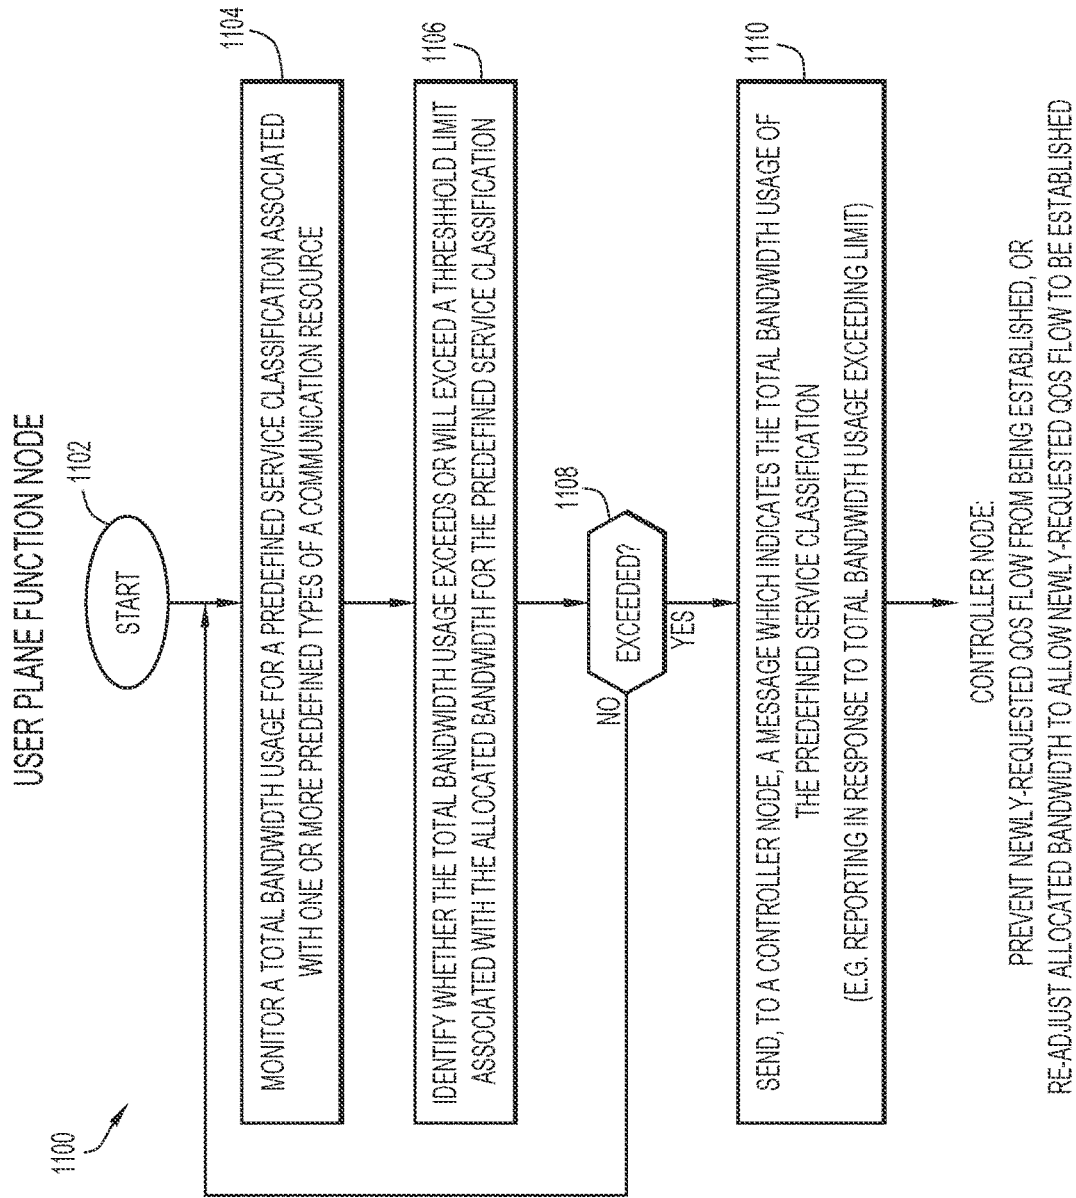 USER PLANE FUNCTION NODE
1100
START
1102
MONITOR A TOTAL BANDWIDTH USAGE FOR A PREDEFINED SERVICE CLASSIFICATION ASSOCIATED
WITH ONE OR MORE PREDEFINED TYPES OF A COMMUNICATION RESOURCE
1104
IDENTIFY WHETHER THE TOTAL BANDWIDTH USAGE EXCEEDS OR WILL EXCEED A THRESHHOLD LIMIT
ASSOCIATED WITH THE ALLOCATED BANDWIDTH FOR THE PREDEFINED SERVICE CLASSIFICATION
1106
EXCEEDED?
1108
NO
YES
SEND, TO A CONTROLLER NODE, A MESSAGE WHICH INDICATES THE TOTAL BANDWIDTH USAGE OF
THE PREDEFINED SERVICE CLASSIFICATION
(E.G. REPORTING IN RESPONSE TO TOTAL BANDWIDTH USAGE EXCEEDING LIMIT)
1110
CONTROLLER NODE:
PREVENT NEWLY-REQUESTED QOS FLOW FROM BEING ESTABLISHED, OR
RE-ADJUST ALLOCATED BANDWIDTH TO ALLOW NEWLY-REQUESTED QOS FLOW TO BE ESTABLISHED